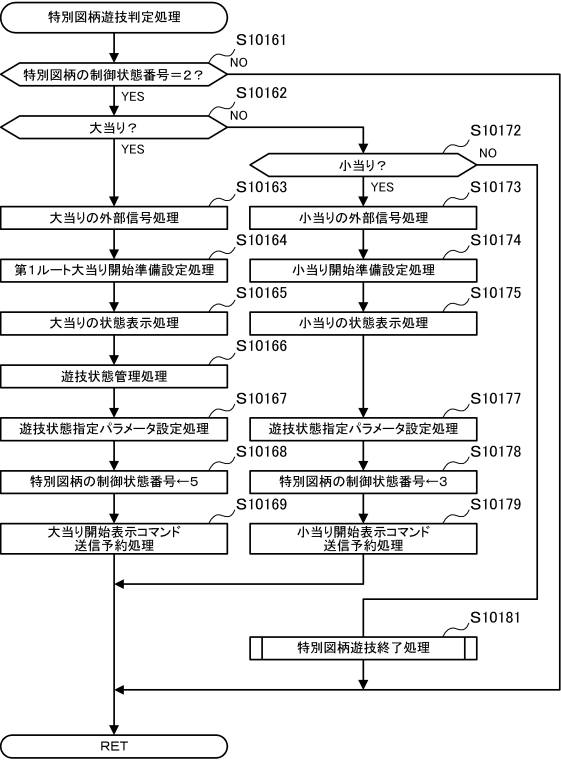 特別図柄遊技判定処理
S10161
特別図柄の制御状態番号＝２？
NO
YES
S10162
大当り？
NO
YES
S10172
小当り？
NO
YES
S10163
大当りの外部信号処理
S10173
小当りの外部信号処理
S10164
第１ルート大当り開始準備設定処理
S10174
小当り開始準備設定処理
S10165
大当りの状態表示処理
S10175
小当りの状態表示処理
S10166
遊技状態管理処理
S10167
遊技状態指定パラメータ設定処理
S10177
遊技状態指定パラメータ設定処理
S10168
特別図柄の制御状態番号←５
S10178
特別図柄の制御状態番号←３
S10169
大当り開始表示コマンド
送信予約処理
S10179
小当り開始表示コマンド
送信予約処理
S10181
特別図柄遊技終了処理
RET